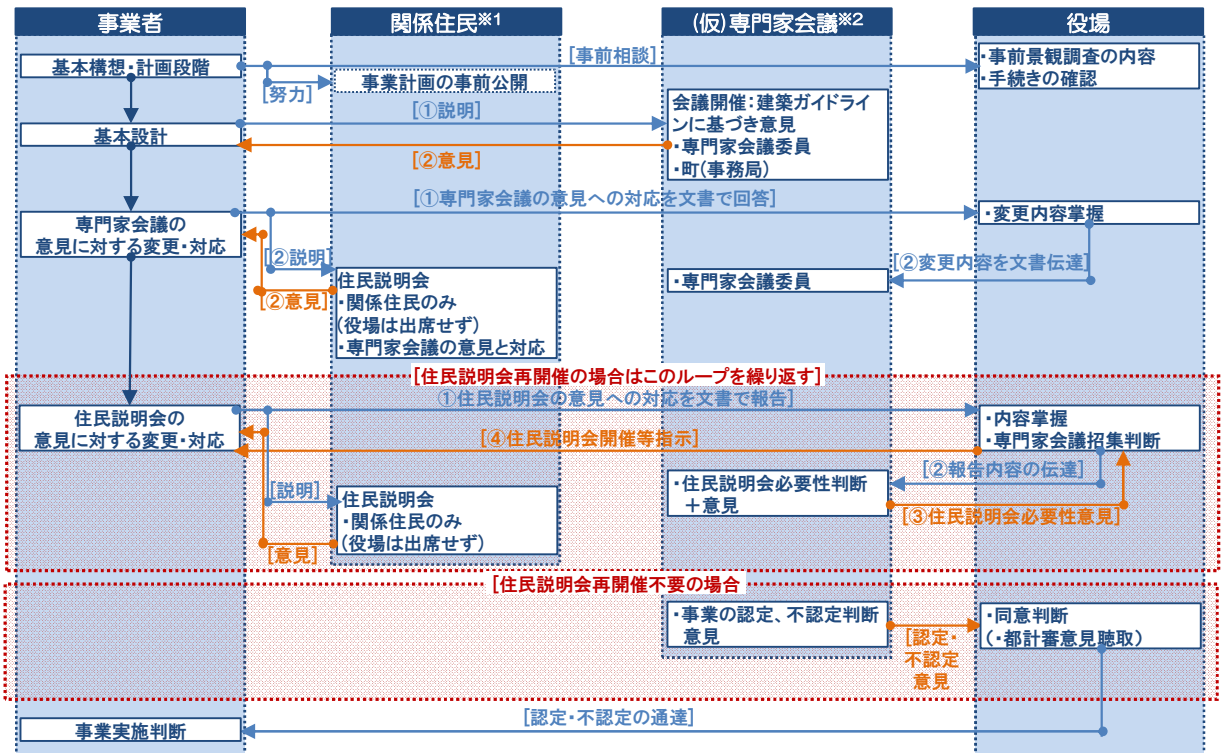 事業者
関係住民※1
(仮)専門家会議※2
役場
基本構想・計画段階
[事前相談]
・事前景観調査の内容
・手続きの確認
[努力]
事業計画の事前公開
[①説明]
会議開催：建築ガイドライ
ンに基づき意見
・専門家会議委員
・町(事務局)
基本設計
[②意見]
[①専門家会議の意見への対応を文書で回答]
専門家会議の
意見に対する変更・対応
・変更内容掌握
[②説明]
[②変更内容を文書伝達]
住民説明会
・関係住民のみ
(役場は出席せず)
・専門家会議の意見と対応
・専門家会議委員
[②意見]
[住民説明会再開催の場合はこのループを繰り返す]
①住民説明会の意見への対応を文書で報告]
住民説明会の
意見に対する変更・対応
・内容掌握
・専門家会議招集判断
[④住民説明会開催等指示]
[②報告内容の伝達]
・住民説明会必要性判断
＋意見
[説明]
住民説明会
・関係住民のみ
(役場は出席せず)
[③住民説明会必要性意見]
[意見]
[住民説明会再開催不要の場合
・事業の認定、不認定判断
意見
・同意判断
(・都計審意見聴取)
[認定・
不認定
意見]
[認定・不認定の通達]
事業実施判断